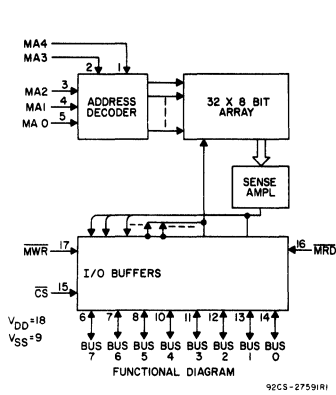 MA4
MA3
2 1
MA2 3
MA1 4
MA 0 5
ADDRESS
DECODER
32 X 8 BIT
ARRAY
SENSE
AMPL
MWR 17
16 MRD
I/O BUFFERS
CS 15
VDD=18
VSS=9
6 7 8 10 11 12 13 14
BUS BUS BUS BUS BUS BUS BUS BUS
7 6 5 4 3 2 1 0
FUNCTIONAL DIAGRAM
92CS-27591R1